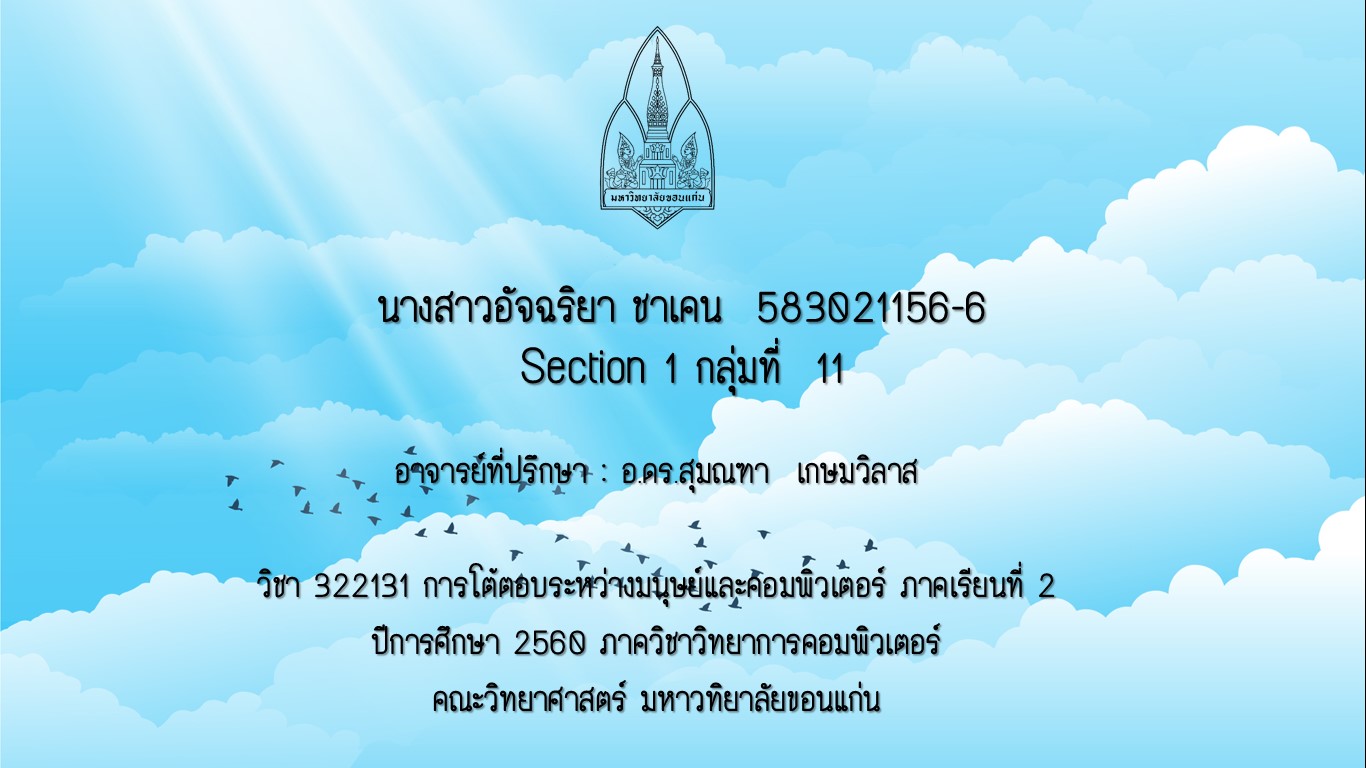 มหาวิทยาลัยขอนแก่น
นางสาวอัจฉริยา ชาเคน 583021156-6
Section 1 กลุ่มที่ 11
อาจารย์ที่ปรึกษา : อ.ดร.สุมณฑา เกษมวิลาส
วิชา 322131 การโต้ตอบระหว่างมนุษย์และคอมพิวเตอร์ ภาคเรียนที่ 2
ปีการศึกษา 2560 ภาควิชาวิทยาการคอมพิวเตอร์
คณะวิทยาศาสตร์ มหาวทิยาลัยขอนแก่น